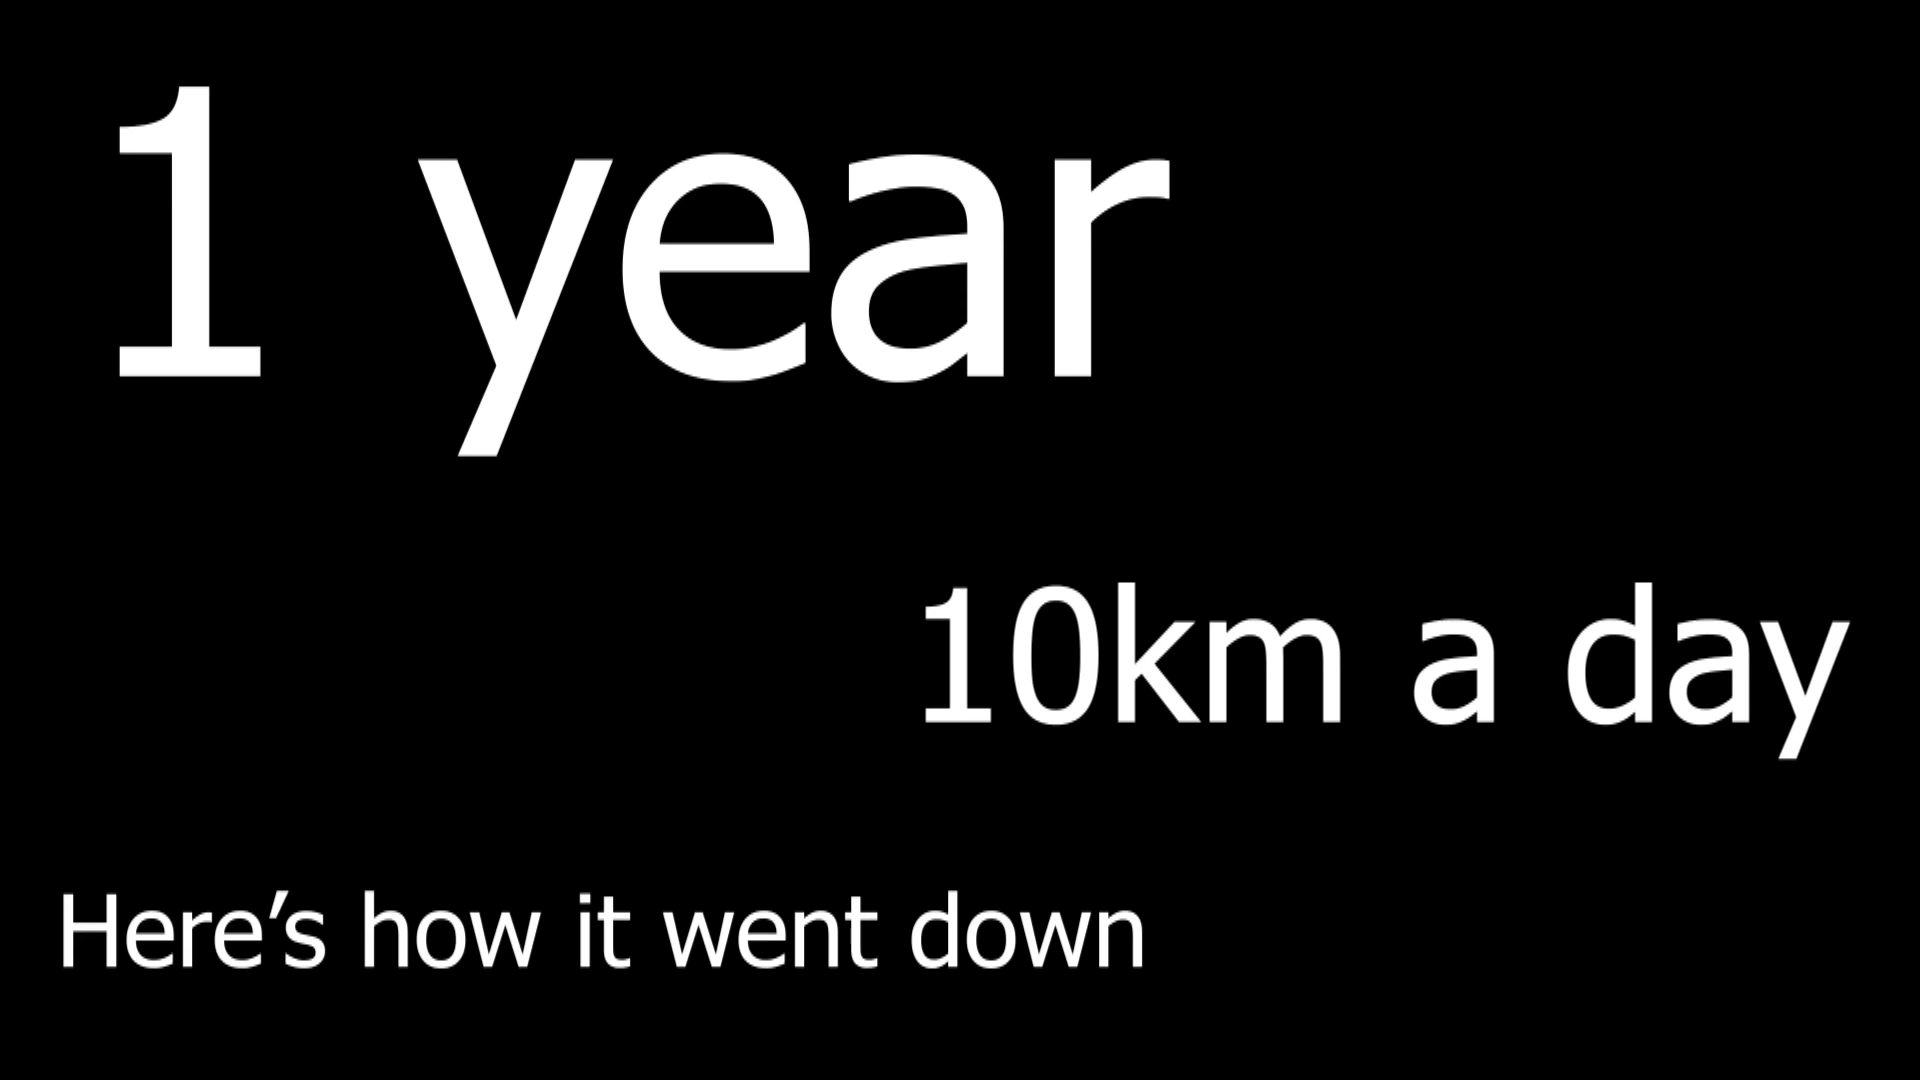 1 year
10km a day
Here’s how it went down